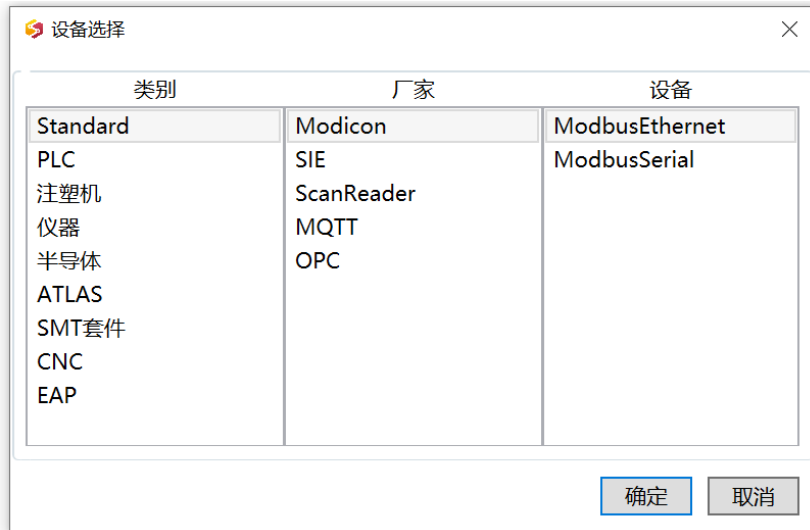 设备选择
类别
厂家
设备
Standard
Modicon
ModbusEthernet
PLC
SIE
ModbusSerial
注塑机
ScanReader
仪器
MQTT
半导体
OPC
ATLAS
SMT套件
CNC
EAP
确定
取消